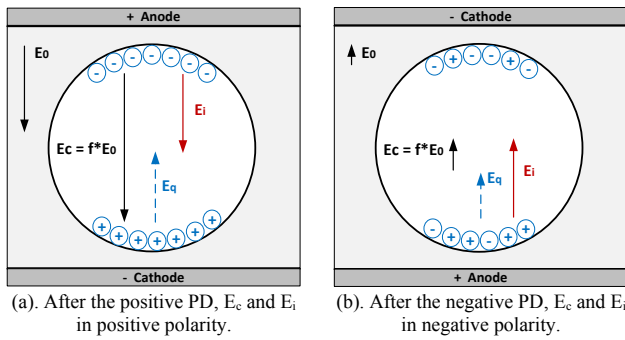 + Anode
E0
- - - - - - -
Ei
Ec = f*E0
Eq
+ + + + + + +
- Cathode
(a). After the positive PD, Ec and Ei
in positive polarity.
- Cathode
E0
- + - - + -
Ec = f*E0
Ei
Eq
- + + - + +
+ Anode
(b). After the negative PD, Ec and Ei
in negative polarity.